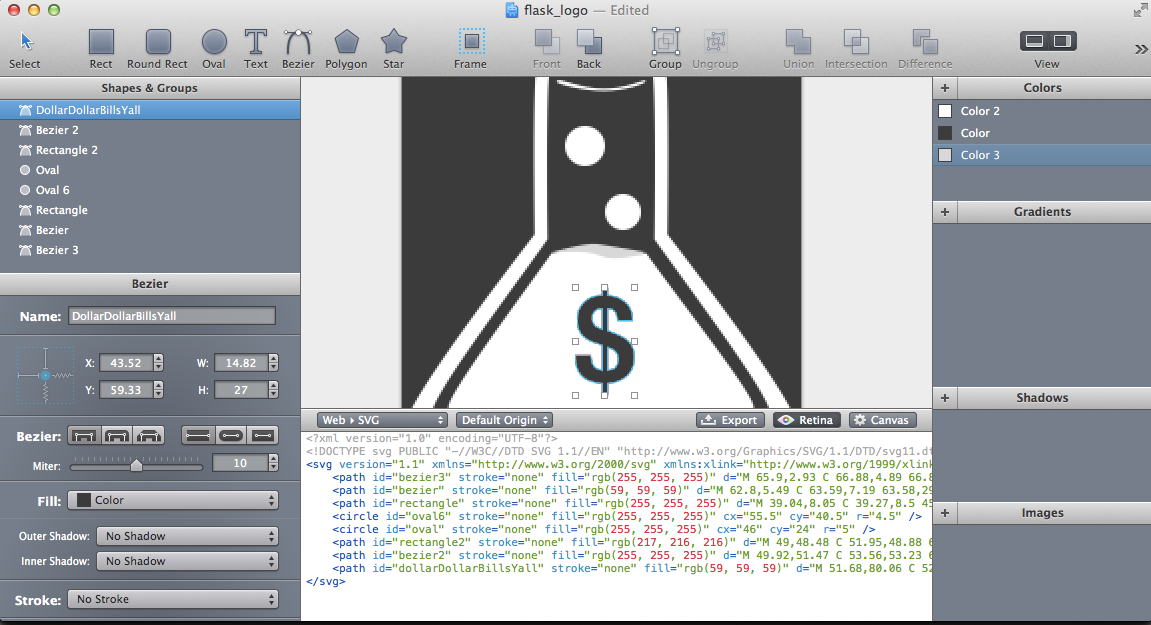 flask_logo — Edited
Select Rect Round Rect Oval Text Bezier Polygon Star Frame Front Back Group Ungroup Union Intersection Difference View
Shapes & Groups
DollarDollarBillsYall
Bezier 2
Rectangle 2
Oval
Oval 6
Rectangle
Bezier
Bezier 3
Bezier
Name: DollarDollarBillsYall
X: 43.52 W: 14.82
Y: 59.33 H: 27
Bezier:
Miter: 10
Fill: Color
Outer Shadow: No Shadow
Inner Shadow: No Shadow
Stroke: No Stroke
$
Web ▸ SVG Default Origin Export Retina Canvas
<?xml version="1.0" encoding="UTF-8"?>
<!DOCTYPE svg PUBLIC "-//W3C//DTD SVG 1.1//EN" "http://www.w3.org/Graphics/SVG/1.1/DTD/svg11.dt
<svg version="1.1" xmlns="http://www.w3.org/2000/svg" xmlns:xlink="http://www.w3.org/1999/xlink
<path id="bezier3" stroke="none" fill="rgb(255, 255, 255)" d="M 65.9,2.93 C 66.88,4.89 66.8
<path id="bezier" stroke="none" fill="rgb(59, 59, 59)" d="M 62.8,5.49 C 63.59,7.19 63.58,29
<path id="rectangle" stroke="none" fill="rgb(255, 255, 255)" d="M 39.04,8.05 C 39.27,8.5 45
<circle id="oval6" stroke="none" fill="rgb(255, 255, 255)" cx="55.5" cy="40.5" r="4.5" />
<circle id="oval" stroke="none" fill="rgb(255, 255, 255)" cx="46" cy="24" r="5" />
<path id="rectangle2" stroke="none" fill="rgb(217, 216, 216)" d="M 49,48.48 C 51.95,48.88 6
<path id="bezier2" stroke="none" fill="rgb(255, 255, 255)" d="M 49.92,51.47 C 53.56,53.23 6
<path id="dollarDollarBillsYall" stroke="none" fill="rgb(59, 59, 59)" d="M 51.68,80.06 C 52
</svg>
+ Colors
Color 2
Color
Color 3
+ Gradients
+ Shadows
+ Images